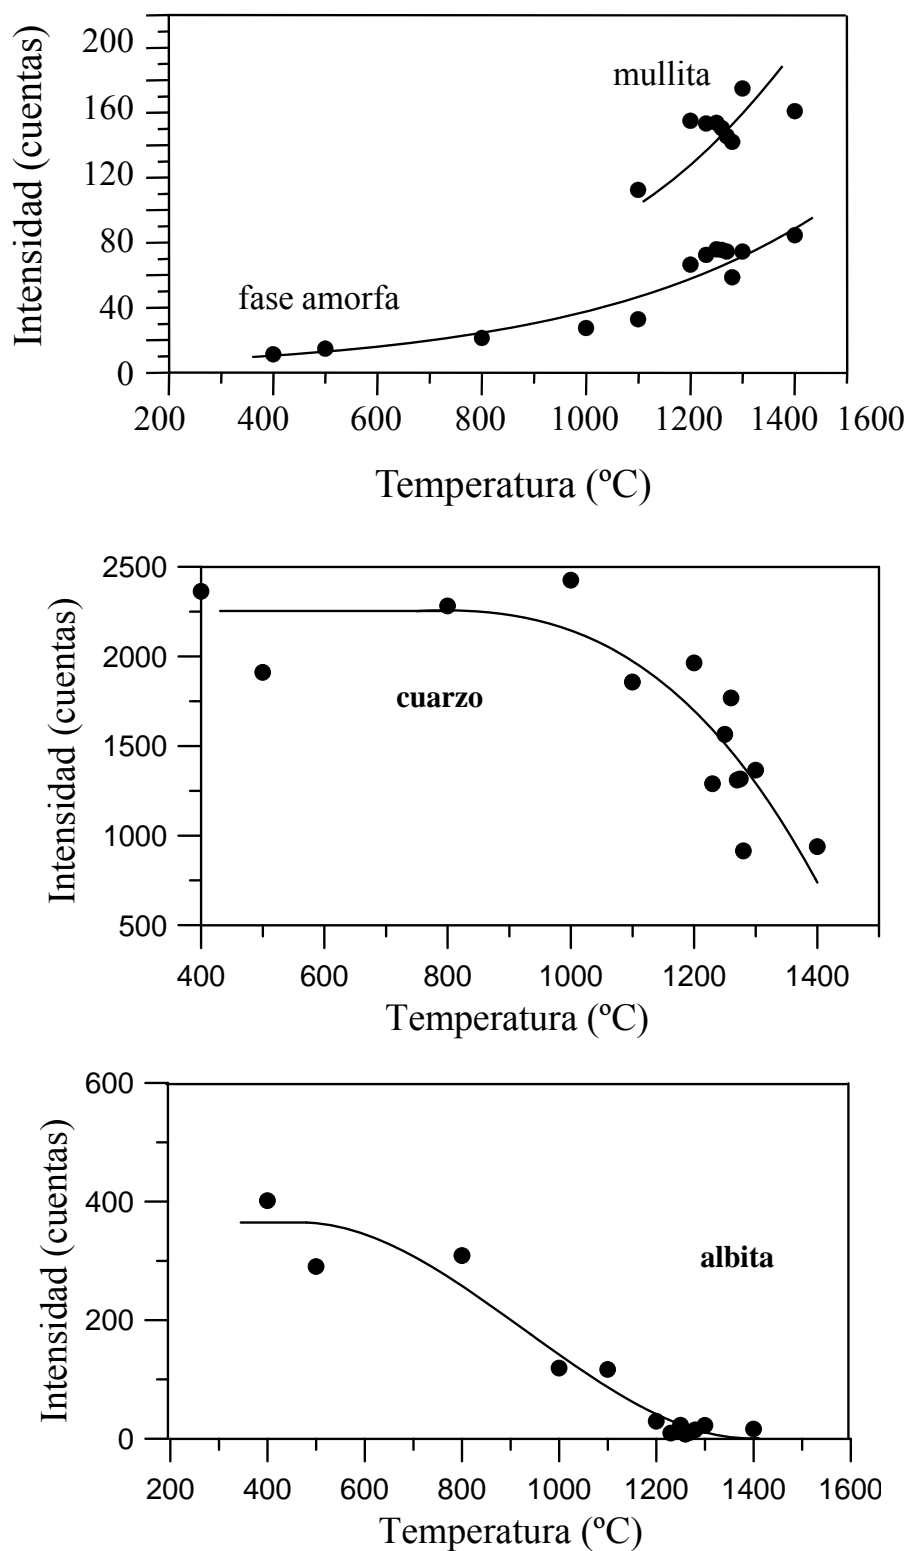 200
160
120
80
40
0
Intensidad (cuentas)
mullita
fase amorfa
200 400 600 800 1000 1200 1400 1600
Temperatura (ºC)
2500
2000
1500
1000
500
Intensidad (cuentas)
cuarzo
400 600 800 1000 1200 1400
Temperatura (ºC)
600
400
200
0
Intensidad (cuentas)
albita
200 400 600 800 1000 1200 1400 1600
Temperatura (ºC)